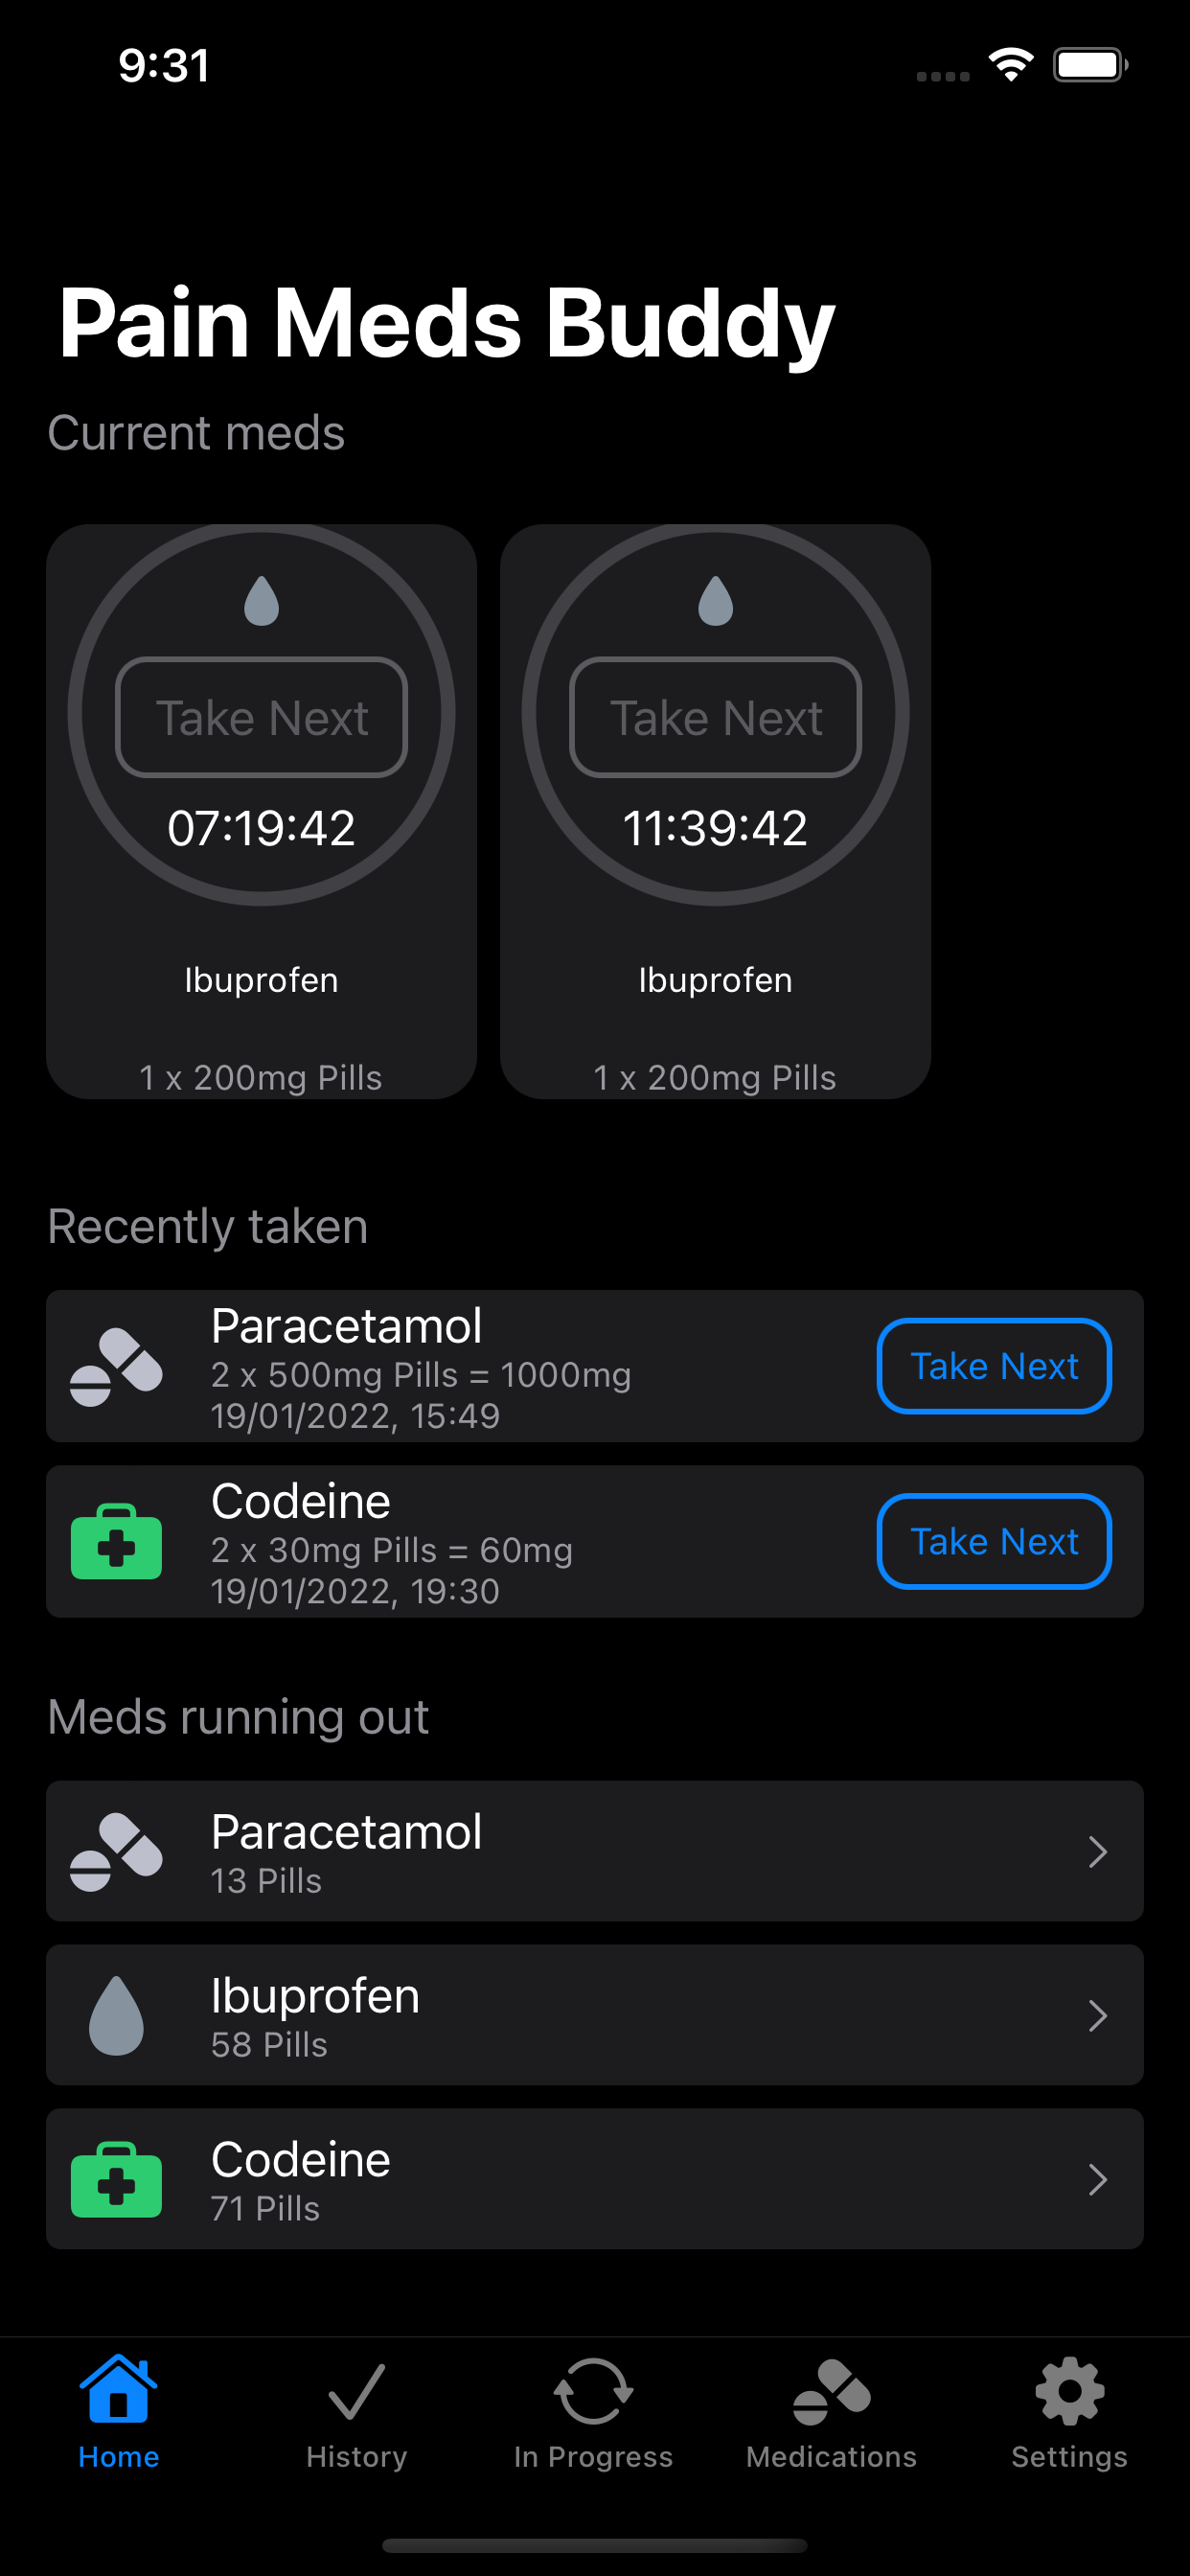 9:31
Pain Meds Buddy
Current meds
Take Next
07:19:42
Ibuprofen
1 x 200mg Pills
Take Next
11:39:42
Ibuprofen
1 x 200mg Pills
Recently taken
Paracetamol
2 x 500mg Pills = 1000mg
19/01/2022, 15:49
Take Next
Codeine
2 x 30mg Pills = 60mg
19/01/2022, 19:30
Take Next
Meds running out
Paracetamol
13 Pills
Ibuprofen
58 Pills
Codeine
71 Pills
Home
History
In Progress
Medications
Settings